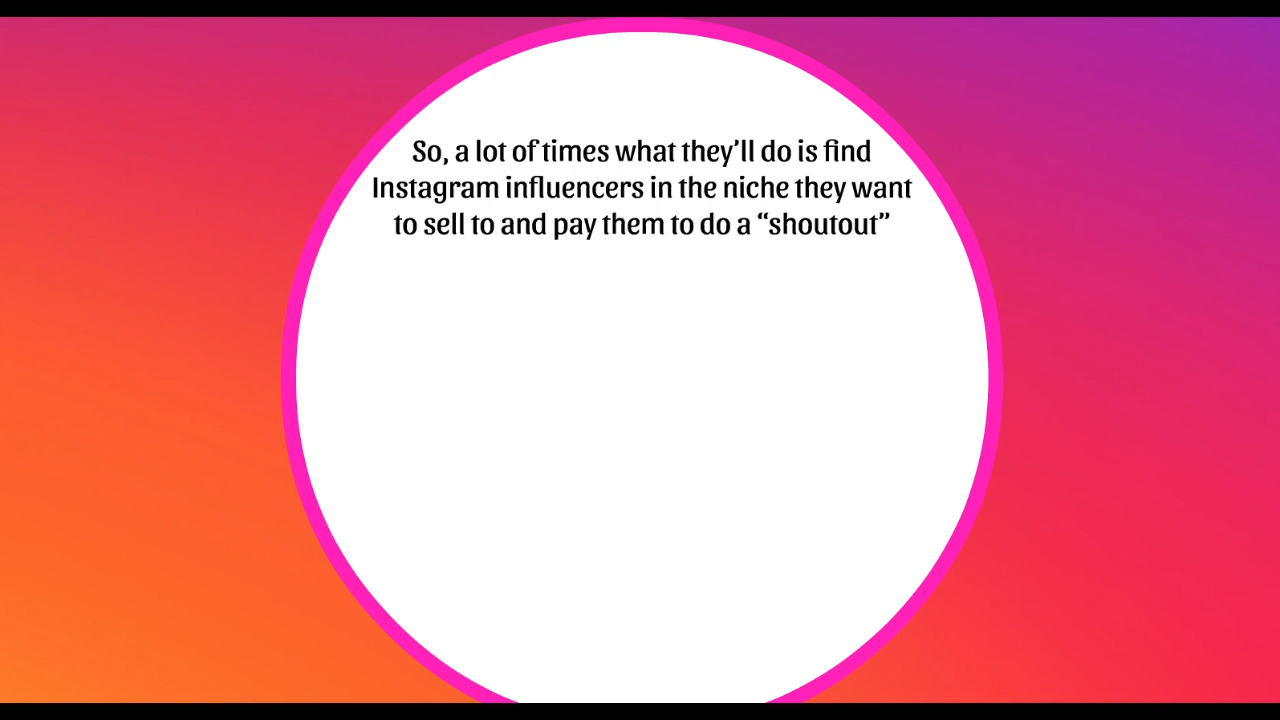 So, a lot of times what they’ll do is find
Instagram influencers in the niche they want
to sell to and pay them to do a “shoutout”